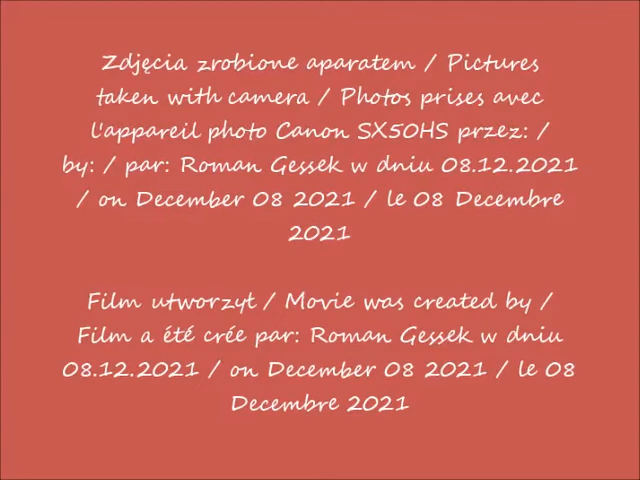 Zdjęcia zrobione aparatem / Pictures
taken with camera / Photos prises avec
l'appareil photo Canon SX50HS przez: /
by: / par: Roman Gessek w dniu 08.12.2021
/ on December 08 2021 / le 08 Decembre
2021
Film utworzył / Movie was created by /
Film a été crée par: Roman Gessek w dniu
08.12.2021 / on December 08 2021 / le 08
Decembre 2021